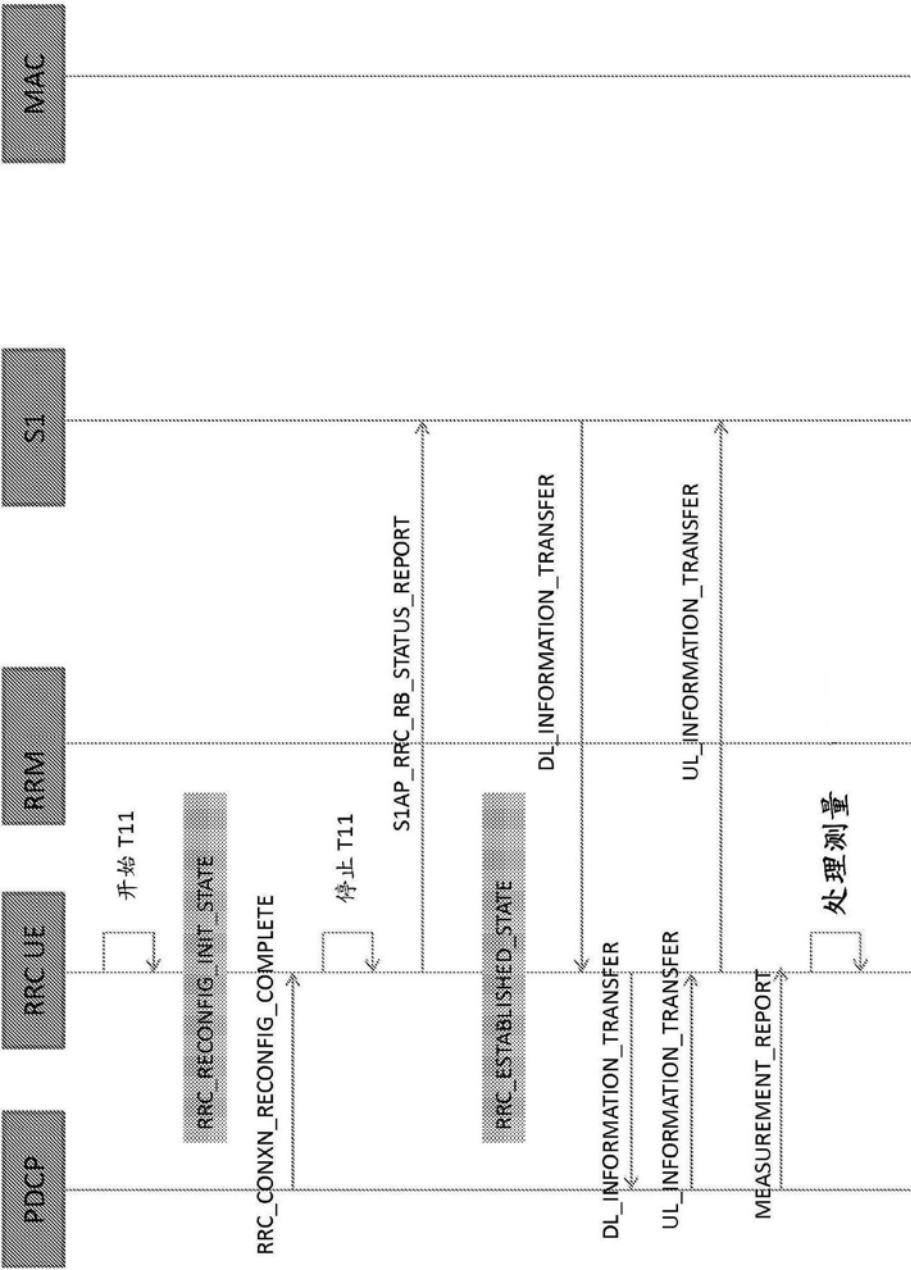 PDCP
RRC UE
RRM
S1
MAC
开始 T11
RRC_RECONFIG_INIT_STATE
RRC_CONXN_RECONFIG_COMPLETE
停止 T11
S1AP_RRC_RB_STATUS_REPORT
RRC_ESTABLISHED_STATE
DL_INFORMATION_TRANSFER
DL_INFORMATION_TRANSFER
UL_INFORMATION_TRANSFER
UL_INFORMATION_TRANSFER
MEASUREMENT_REPORT
处理测量